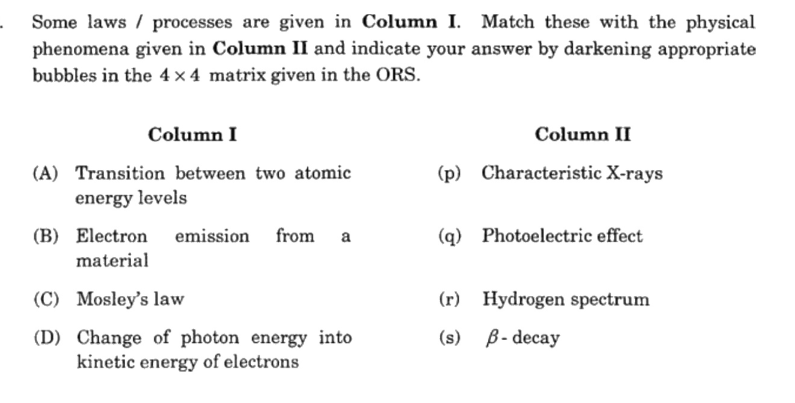 Some laws / processes are given in Column I. Match these with the physical
phenomena given in Column II and indicate your answer by darkening appropriate
bubbles in the 4 × 4 matrix given in the ORS.
Column I Column II
(A) Transition between two atomic (p) Characteristic X-rays
energy levels
(B) Electron emission from a (q) Photoelectric effect
material
(C) Mosley's law (r) Hydrogen spectrum
(D) Change of photon energy into (s) β- decay
kinetic energy of electrons